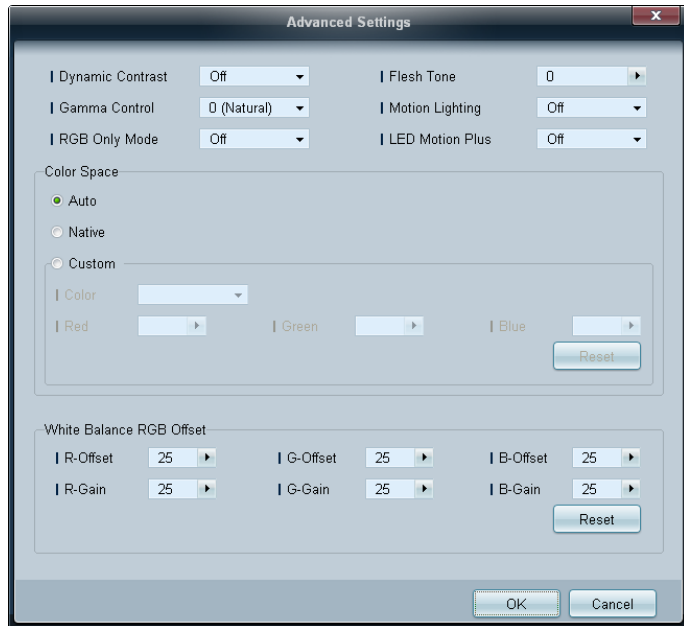 Advanced Settings
x
Dynamic Contrast Off Flesh Tone 0
Gamma Control 0 (Natural) Motion Lighting Off
RGB Only Mode Off LED Motion Plus Off
Color Space
Auto
Native
Custom
Color
Red Green Blue
Reset
White Balance RGB Offset
R-Offset 25 G-Offset 25 B-Offset 25
R-Gain 25 G-Gain 25 B-Gain 25
Reset
OK Cancel